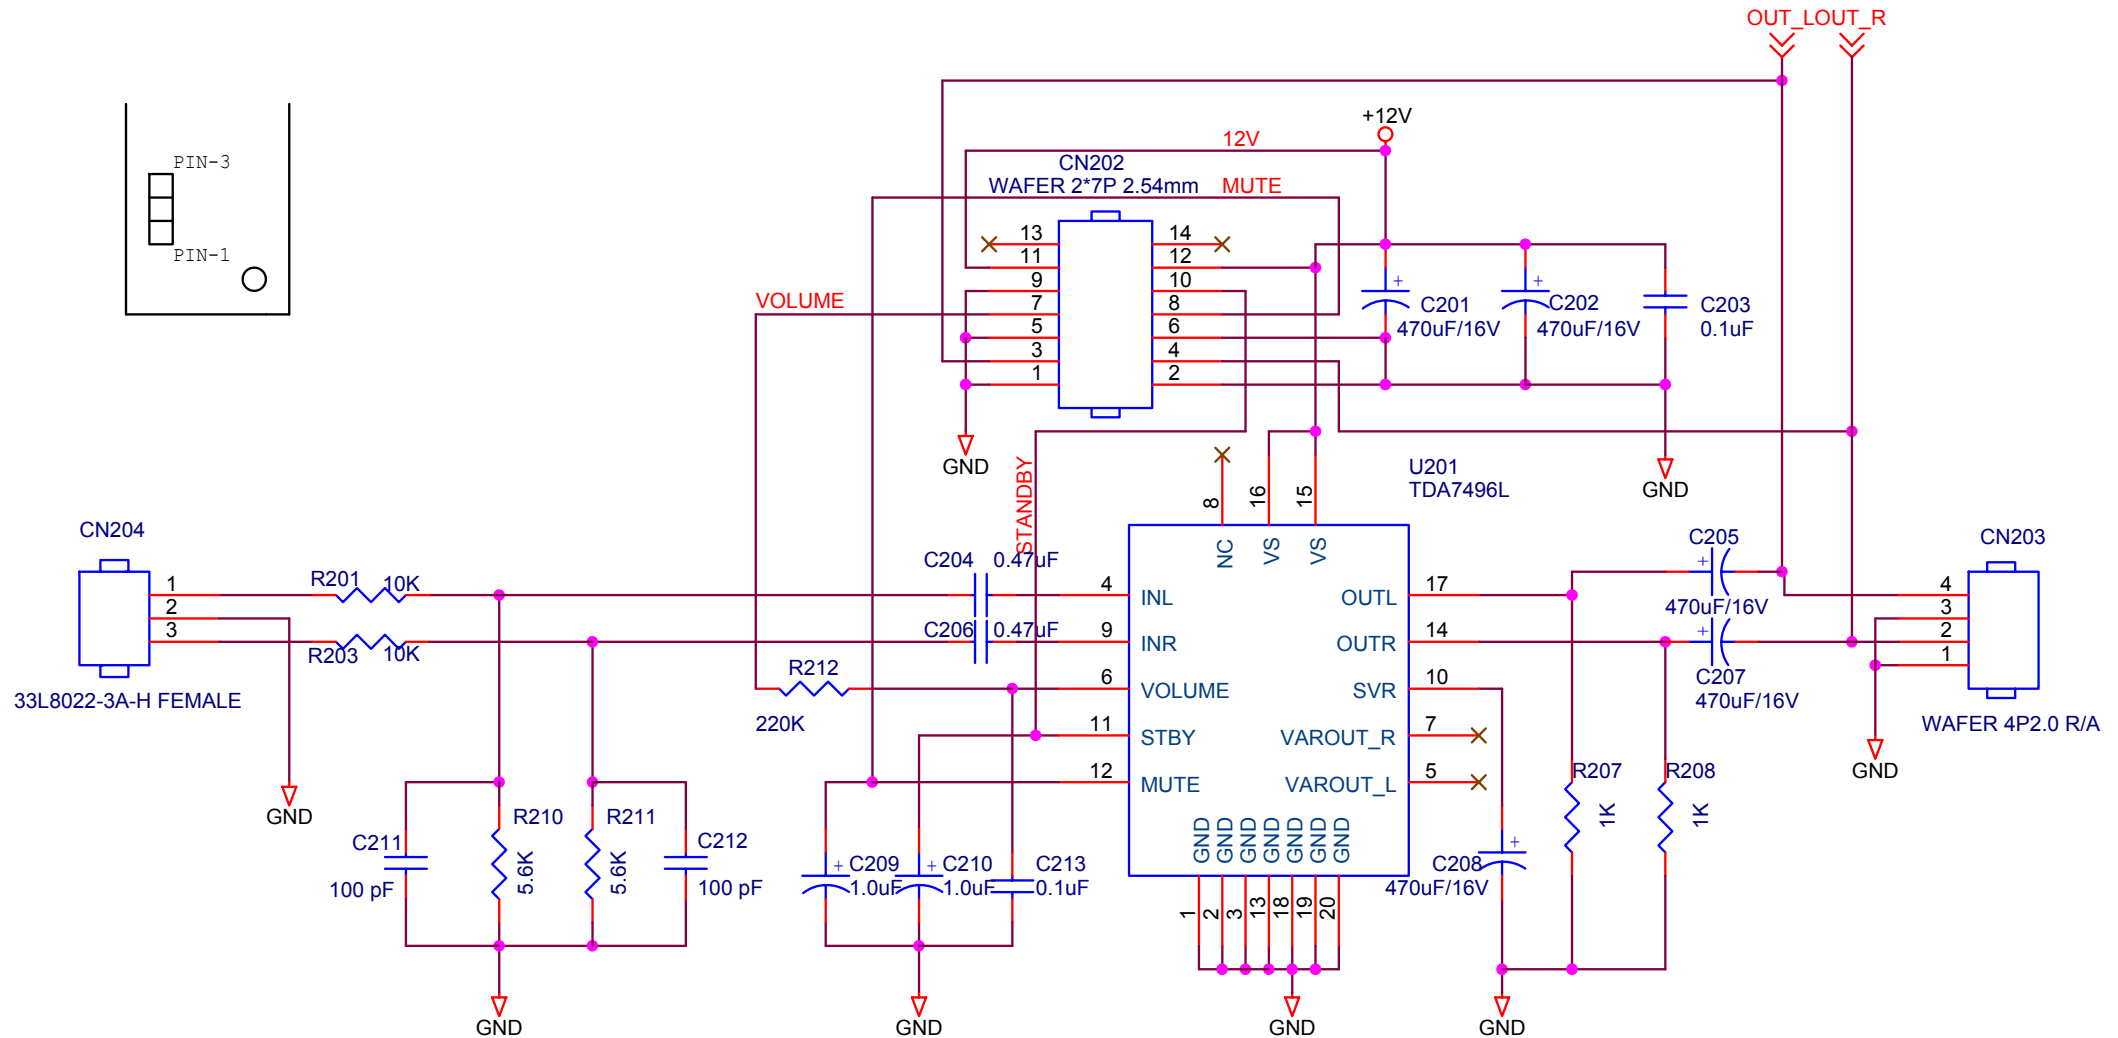 OUT_L OUT_R
+12V
12V
CN202
WAFER 2*7P 2.54mm
MUTE
PIN-3
PIN-1
13
11
9
7
5
3
1
14
12
10
8
6
4
2
VOLUME
C201
470uF/16V
C202
470uF/16V
C203
0.1uF
GND
GND
STANDBY
U201
TDA7496L
CN204
1
2
3
33L8022-3A-H FEMALE
R201
10K
R203
10K
C204
0.47uF
C206
0.47uF
R212
220K
8
16
15
NC
VS
VS
4
INL
9
INR
6
VOLUME
11
STBY
12
MUTE
17
OUTL
14
OUTR
10
SVR
7
VAROUT_R
5
VAROUT_L
GND
GND
GND
GND
GND
GND
GND
1
2
3
13
18
19
20
C205
470uF/16V
C207
470uF/16V
CN203
4
3
2
1
WAFER 4P2.0 R/A
GND
GND
R207
1K
R208
1K
C208
470uF/16V
C211
100 pF
R210
5.6K
R211
5.6K
C212
100 pF
C209
1.0uF
C210
1.0uF
C213
0.1uF
GND
GND
GND
GND